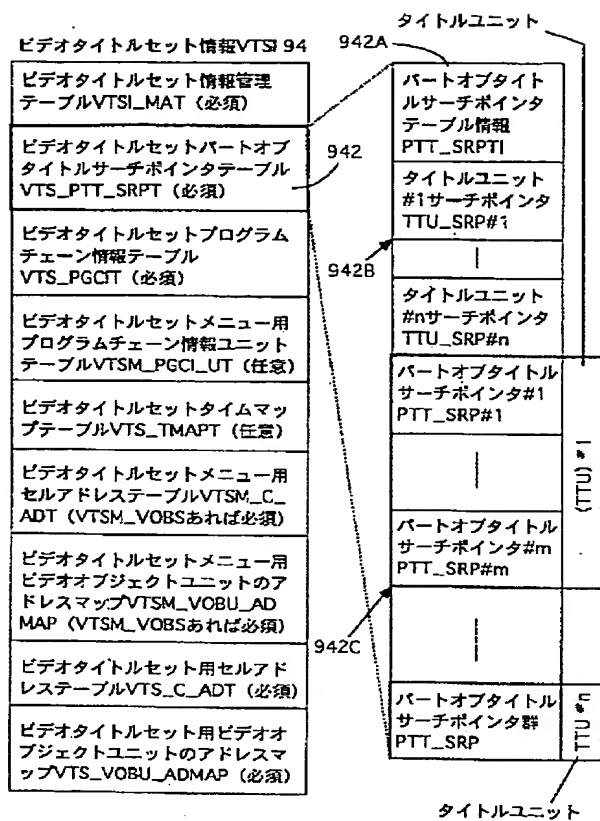 ビデオタイトルセット情報VTSI 94
ビデオタイトルセット情報管理
テーブルVTSI_MAT（必須）
ビデオタイトルセットパートオブ
タイトルサーチポインタテーブル
VTS_PTT_SRPT（必須）
ビデオタイトルセットプログラム
チェーン情報テーブル
VTS_PGCIT（必須）
ビデオタイトルセットメニュー用
プログラムチェーン情報ユニット
テーブルVTSM_PGCI_UT（任意）
ビデオタイトルセットタイムマッ
プテーブルVTS_TMAPT（任意）
ビデオタイトルセットメニュー用
セルアドレステーブルVTSM_C_
ADT（VTSM_VOBSあれば必須）
ビデオタイトルセットメニュー用
ビデオオブジェクトユニットのア
ドレスマップVTSM_VOBU_AD
MAP（VTSM_VOBSあれば必須）
ビデオタイトルセット用セルアド
レステーブルVTS_C_ADT（必須）
ビデオタイトルセット用ビデオオ
ブジェクトユニットのアドレスマ
ップVTS_VOBU_ADMAP（必須）
タイトルユニット
942A
パートオブタイト
ルサーチポインタ
テーブル情報
PTT_SRPTI
942
タイトルユニット
#1サーチポインタ
TTU_SRP#1
942B
タイトルユニット
#nサーチポインタ
TTU_SRP#n
パートオブタイトル
サーチポインタ#1
PTT_SRP#1
(TTU) #1
パートオブタイトル
サーチポインタ#m
PTT_SRP#m
942C
パートオブタイトル
サーチポインタ群
PTT_SRP
TTU #n
タイトルユニット